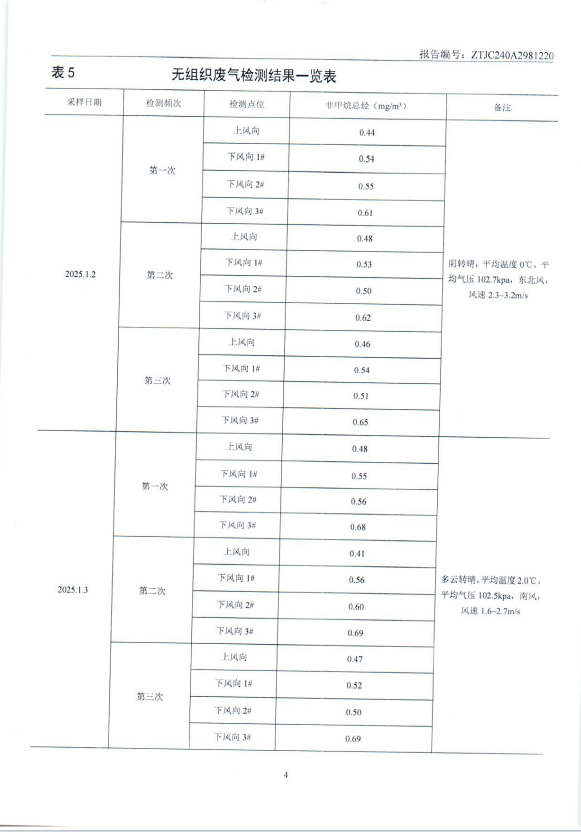 报告编号：ZTJC240A2981220
表 5 无组织废气检测结果一览表
采样日期 检测频次 检测点位 非甲烷总烃（mg/m³） 备注
2025.1.2 第一次 上风向 0.44
下风向 1# 0.54
下风向 2# 0.55
下风向 3# 0.61
第二次 上风向 0.48
下风向 1# 0.53
下风向 2# 0.50
下风向 3# 0.62
第三次 上风向 0.46
下风向 1# 0.54
下风向 2# 0.51
下风向 3# 0.65
阴转晴，平均温度 0℃，平
均气压 102.7kpa，东北风，
风速 2.3~3.2m/s
2025.1.3 第一次 上风向 0.48
下风向 1# 0.55
下风向 2# 0.56
下风向 3# 0.68
第二次 上风向 0.41
下风向 1# 0.56
下风向 2# 0.60
下风向 3# 0.69
第三次 上风向 0.47
下风向 1# 0.52
下风向 2# 0.50
下风向 3# 0.69
多云转晴，平均温度 2.0℃，
平均气压 102.5kpa，南风，
风速 1.6~2.7m/s
4